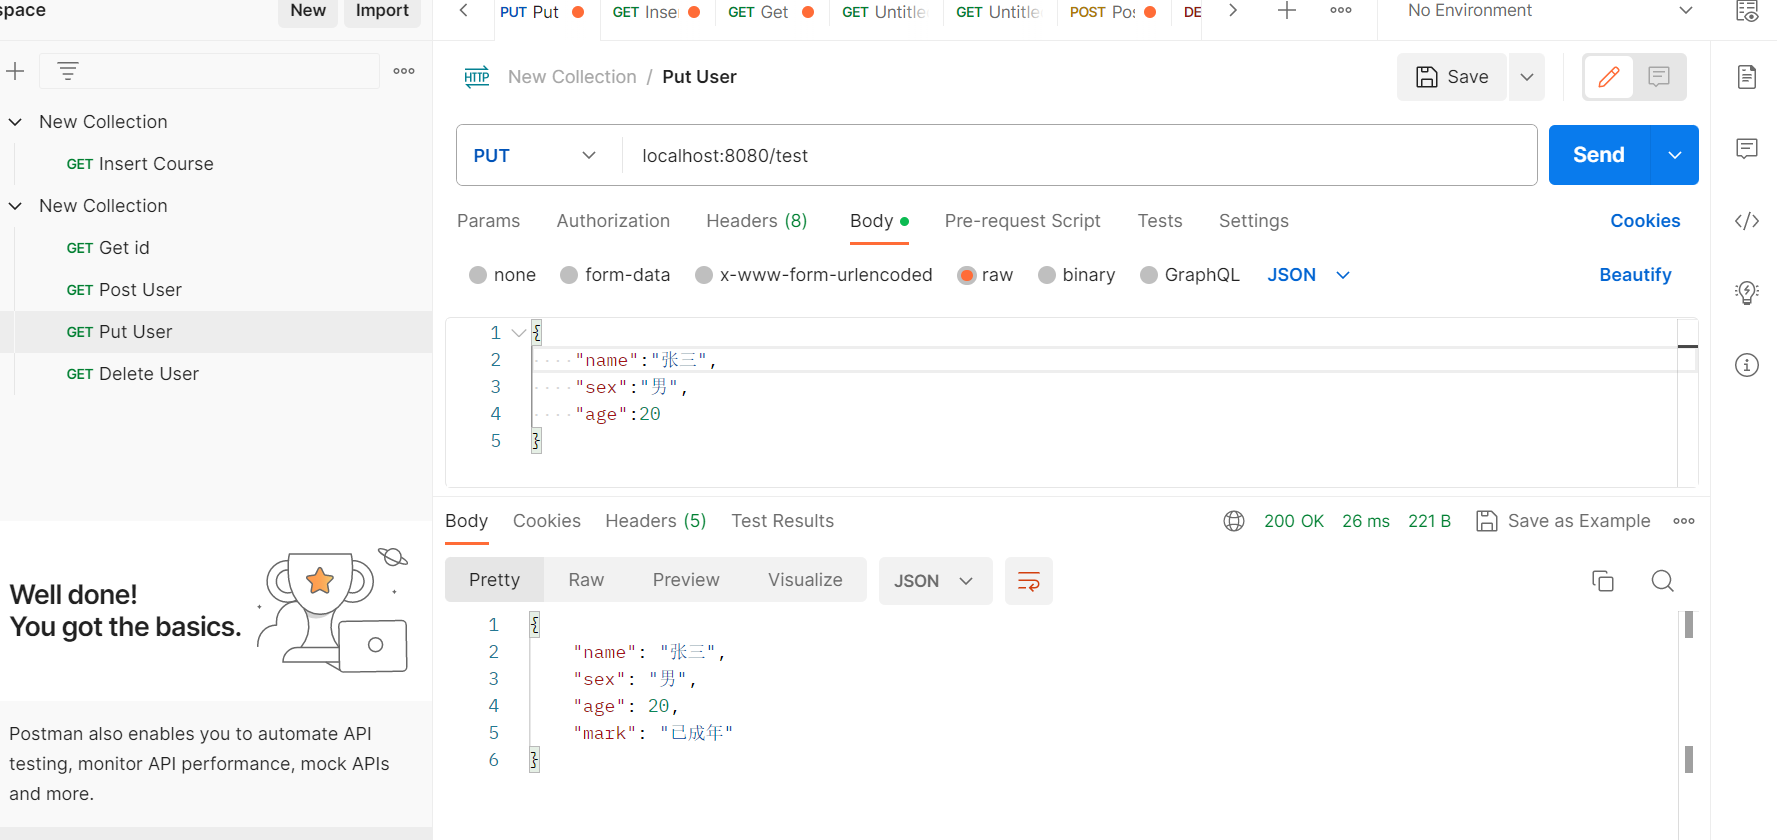 space New Import
PUT Put GET Inse GET Get GET Untitle GET Untitle POST Pos DE No Environment
New Collection / Put User Save
New Collection
GET Insert Course
New Collection
GET Get id
GET Post User
GET Put User
GET Delete User
Well done!
You got the basics.
Postman also enables you to automate API
testing, monitor API performance, mock APIs
and more.
PUT localhost:8080/test Send
Params Authorization Headers (8) Body Pre-request Script Tests Settings Cookies
none form-data x-www-form-urlencoded raw binary GraphQL JSON Beautify
1 {
2 "name":"张三",
3 "sex":"男",
4 "age":20
5 }
Body Cookies Headers (5) Test Results 200 OK 26 ms 221 B Save as Example
Pretty Raw Preview Visualize JSON
1 {
2 "name": "张三",
3 "sex": "男",
4 "age": 20,
5 "mark": "已成年"
6 }